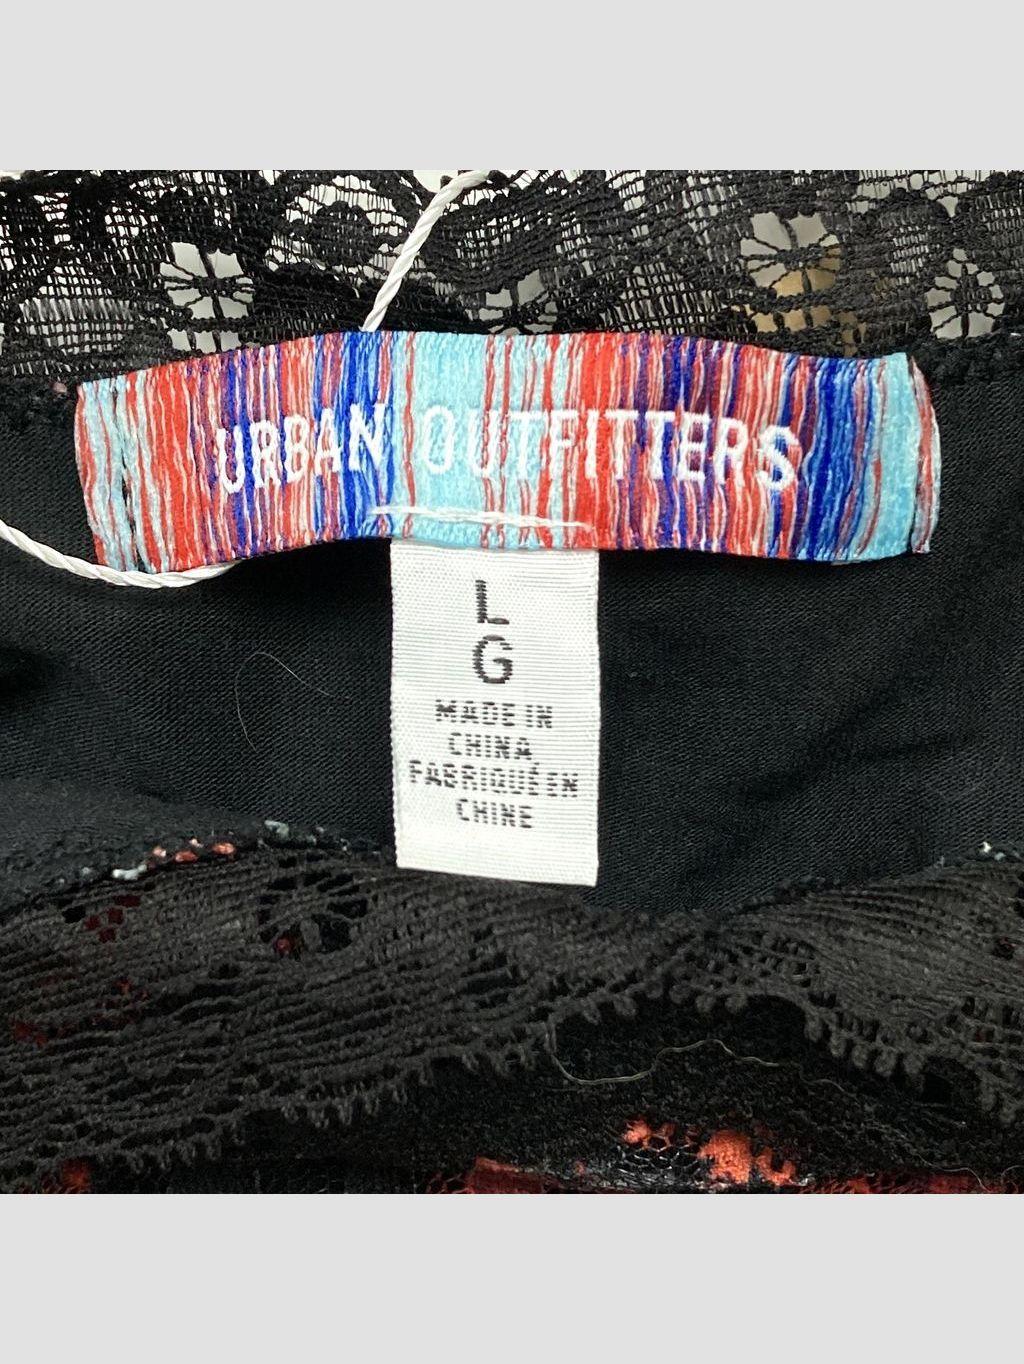 URBAN OUTFITTERS
L
G
MADE IN
CHINA,
FABRIQUÉ EN
CHINE